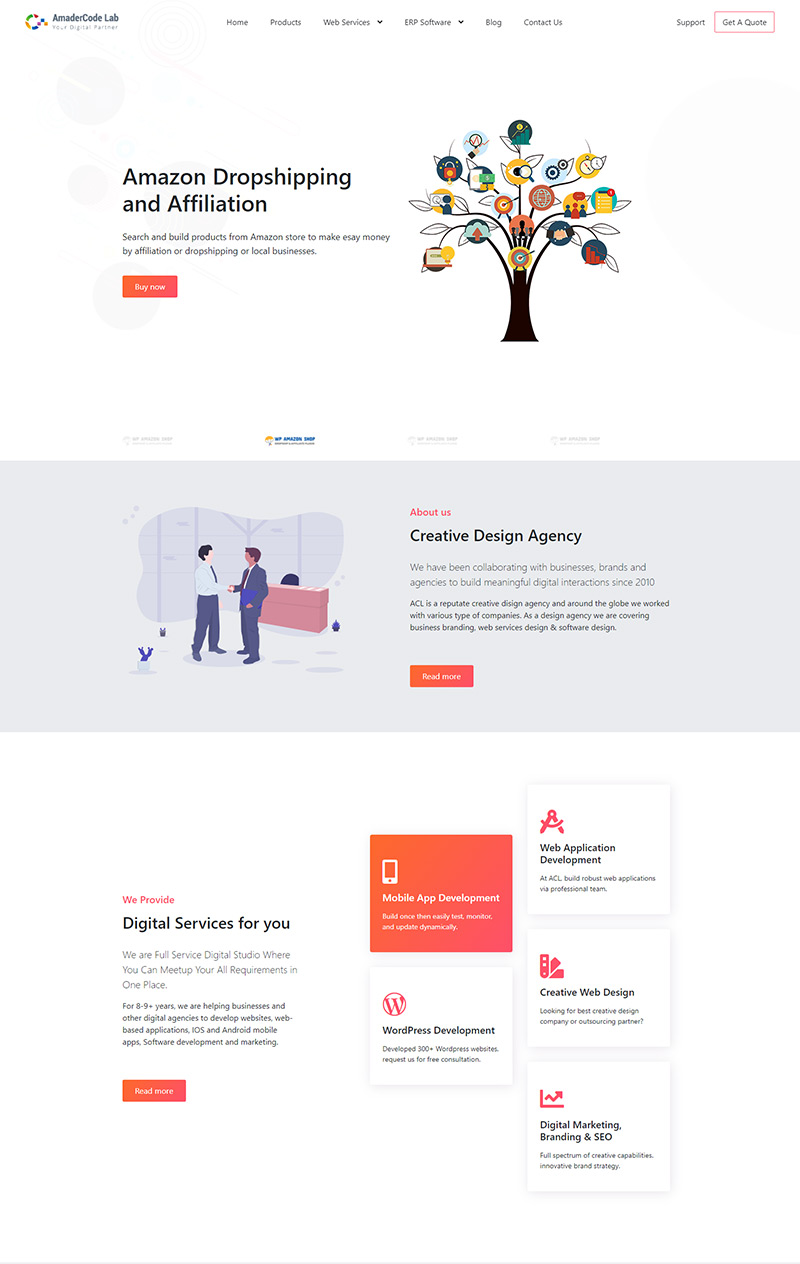 AmaderCode Lab
Your Digital Partner
Home
Products
Web Services
ERP Software
Blog
Contact Us
Support
Get A Quote
Amazon Dropshipping
and Affiliation
Search and build products from Amazon store to make esay money
by affiliation or dropshipping or local businesses.
Buy now
WP AMAZON SHOP
WP AMAZON SHOP
WP AMAZON SHOP
WP AMAZON SHOP
About us
Creative Design Agency
We have been collaborating with businesses, brands and
agencies to build meaningful digital interactions since 2010
ACL is a reputate creative disign agency and around the globe we worked
with various type of companies. As a design agency we are covering
business branding, web services design & software design.
Read more
We Provide
Digital Services for you
We are Full Service Digital Studio Where
You Can Meetup Your All Requirements in
One Place.
For 8-9+ years, we are helping businesses and
other digital agencies to develop websites, web-
based applications, IOS and Android mobile
apps, Software development and marketing.
Read more
Mobile App Development
Build once then easily test, monitor,
and update dynamically.
WordPress Development
Developed 300+ Wordpress websites,
request us for free consultation.
Web Application
Development
At ACL, build robust web applications
via professional team.
Creative Web Design
Looking for best creative design
company or outsourcing partner?
Digital Marketing,
Branding & SEO
Full spectrum of creative capabilities,
innovative brand strategy.